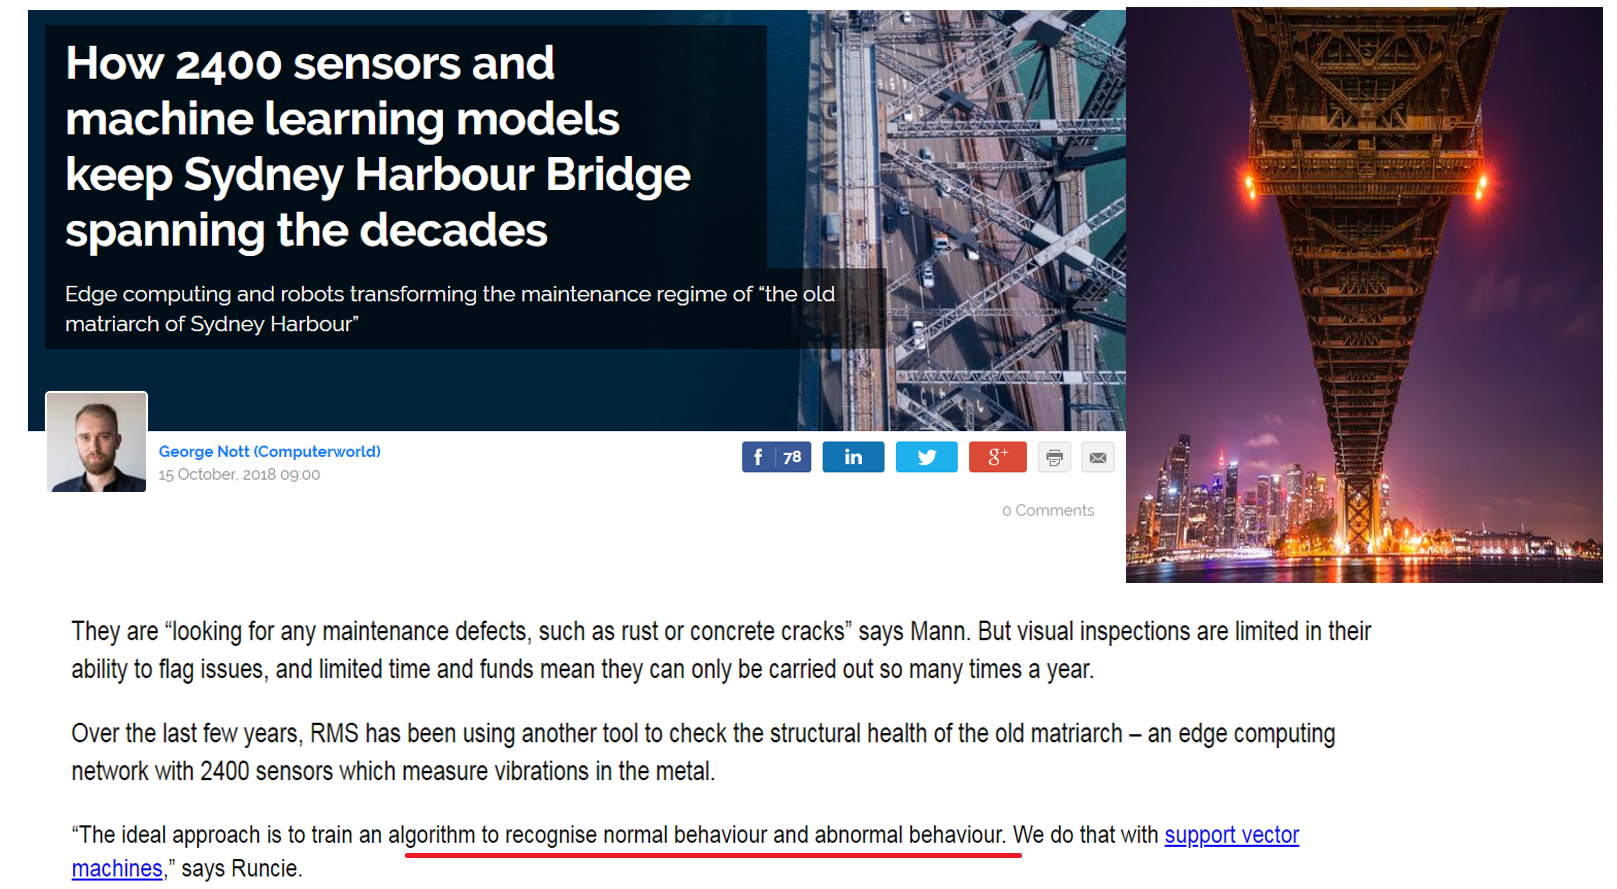 How 2400 sensors and
machine learning models
keep Sydney Harbour Bridge
spanning the decades
Edge computing and robots transforming the maintenance regime of “the old
matriarch of Sydney Harbour”
George Nott (Computerworld)
15 October, 2018 09:00
f 78 in g+
0 Comments
They are “looking for any maintenance defects, such as rust or concrete cracks” says Mann. But visual inspections are limited in their
ability to flag issues, and limited time and funds mean they can only be carried out so many times a year.
Over the last few years, RMS has been using another tool to check the structural health of the old matriarch – an edge computing
network with 2400 sensors which measure vibrations in the metal.
“The ideal approach is to train an algorithm to recognise normal behaviour and abnormal behaviour. We do that with support vector
machines,” says Runcie.